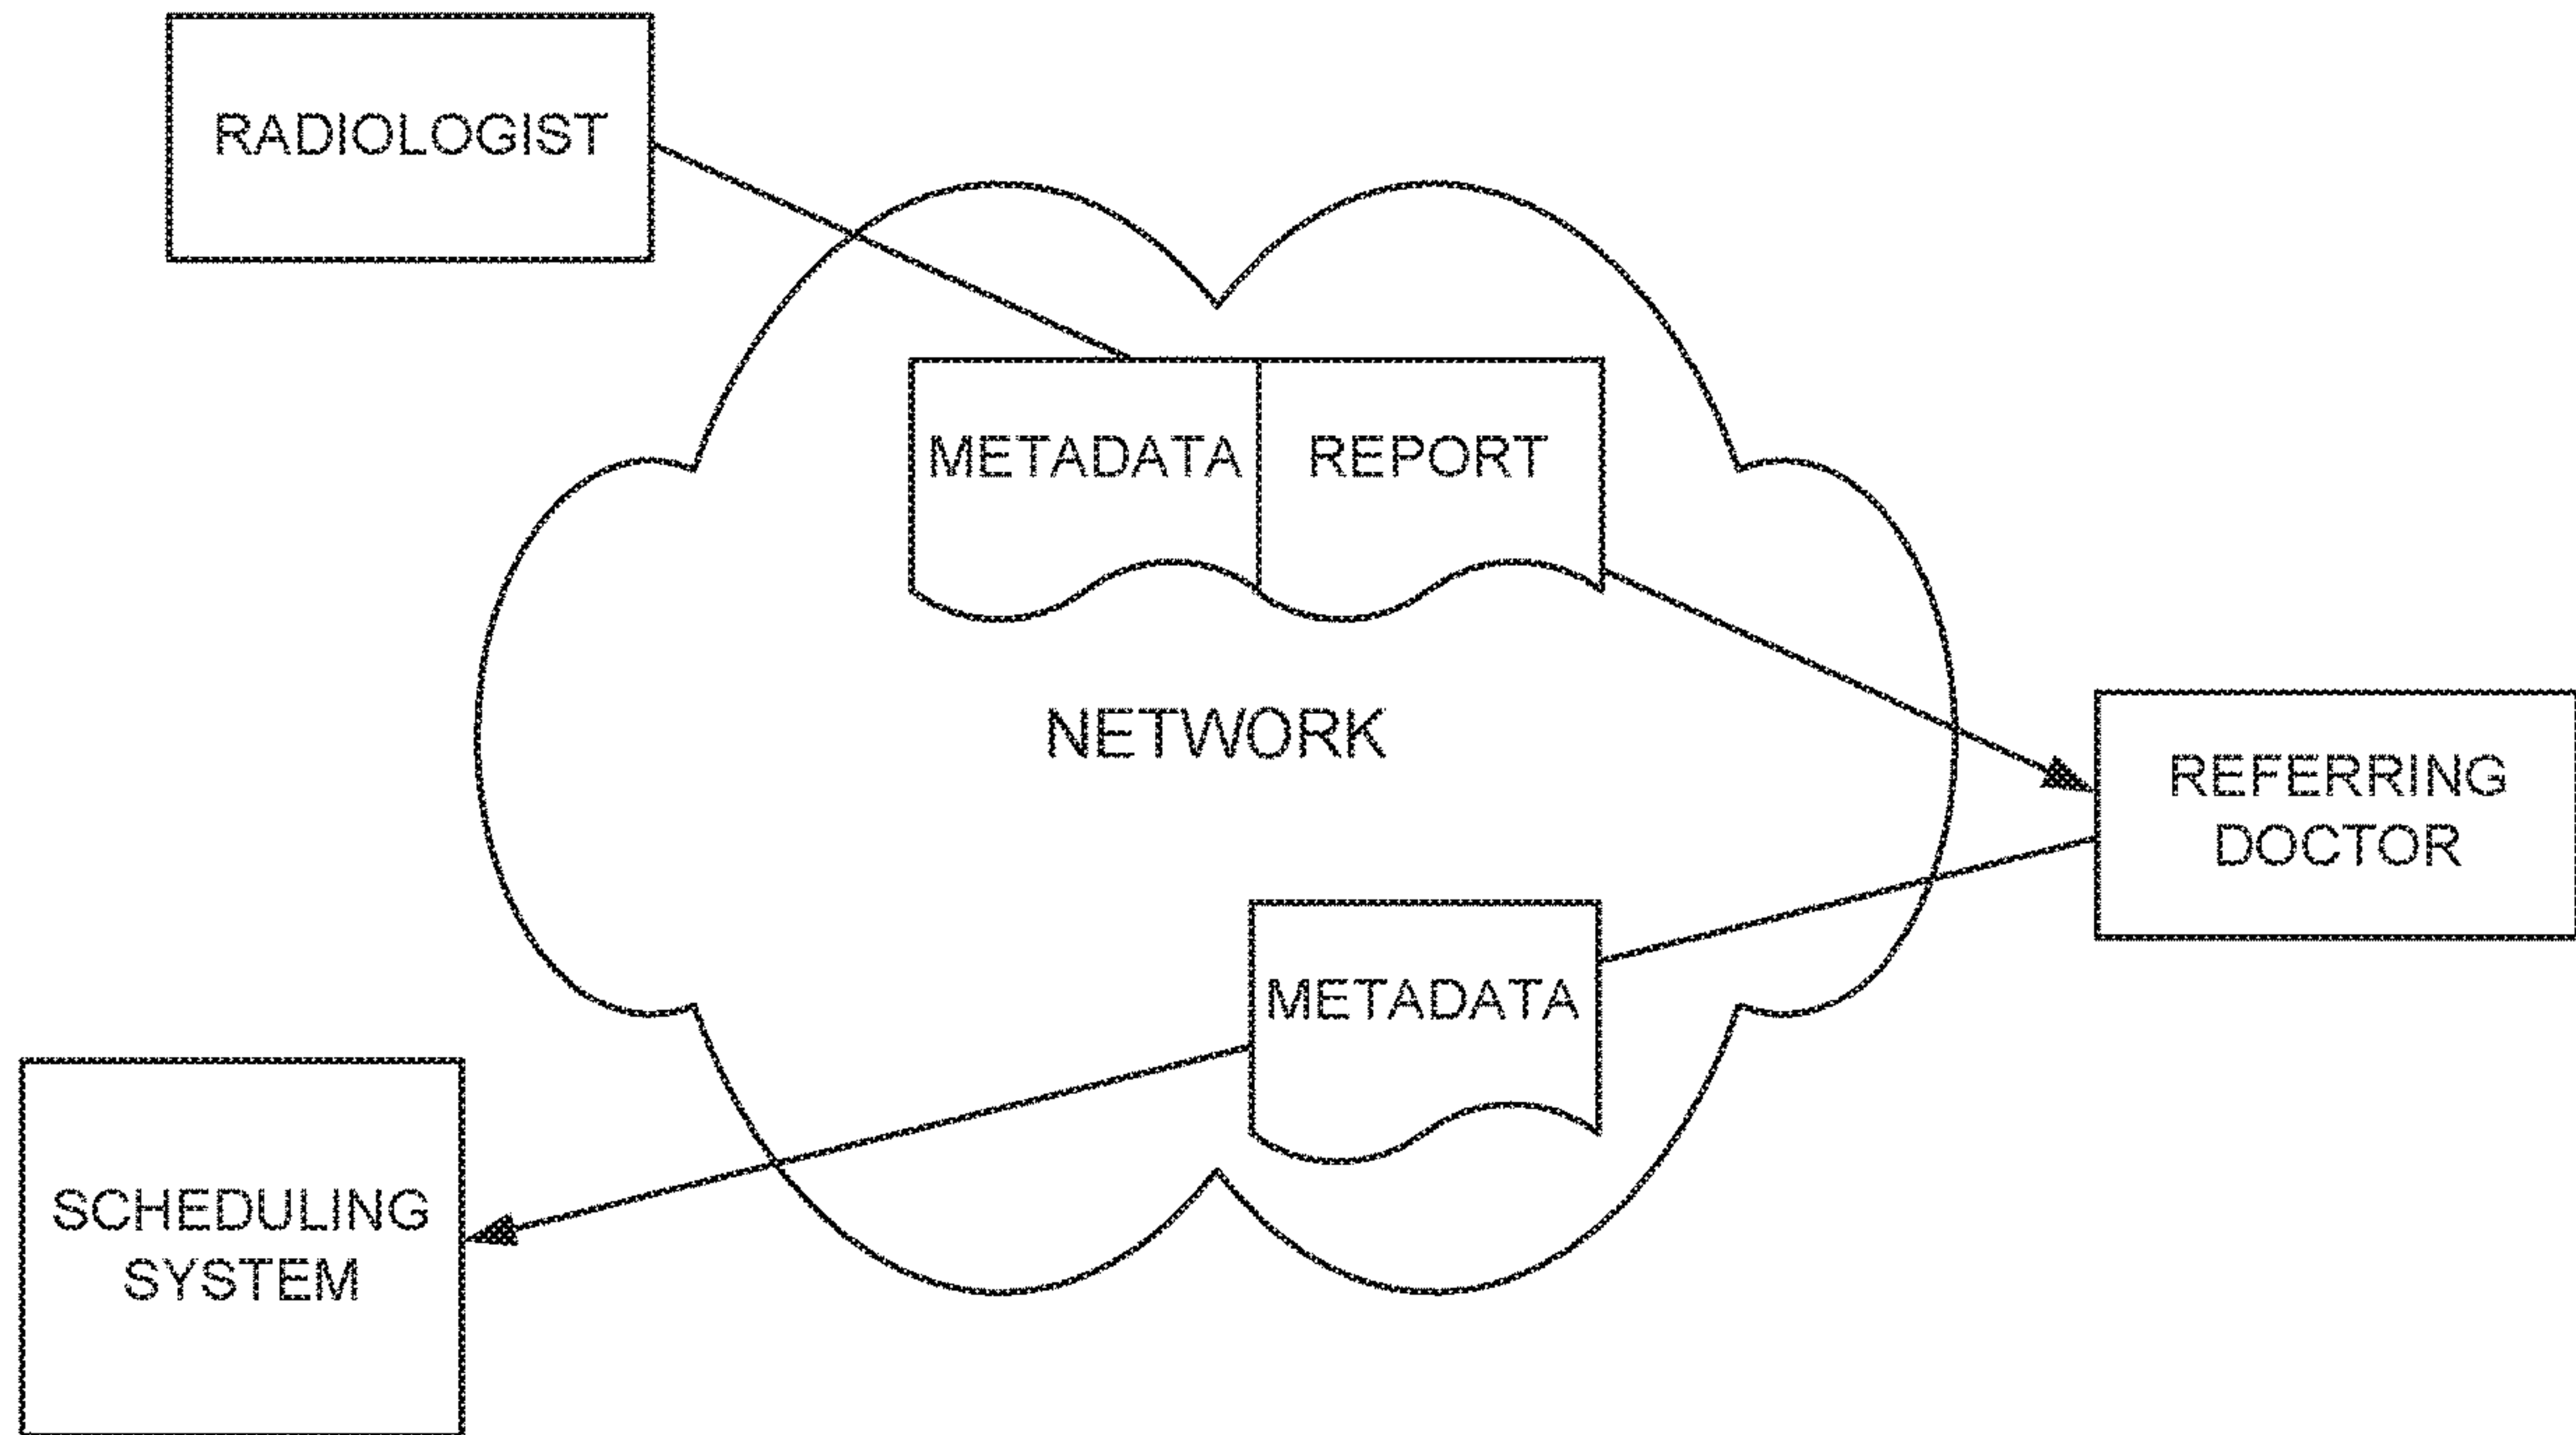 RADIOLOGIST
METADATA
REPORT
NETWORK
REFERRING
DOCTOR
METADATA
SCHEDULING
SYSTEM